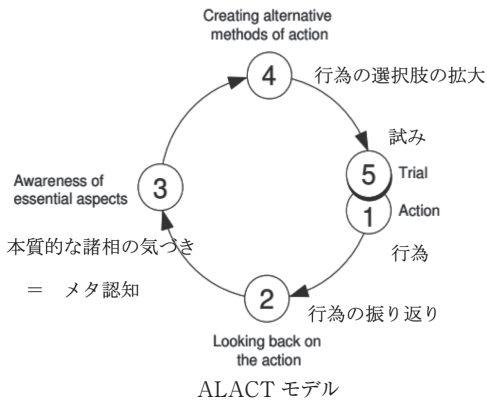 Creating alternative
methods of action
4
行為の選択肢の拡大
試み
5
Trial
1
Action
行為
3
Awareness of
essential aspects
本質的な諸相の気づき
＝　メタ認知
2
行為の振り返り
Looking back on
the action
ALACT モデル